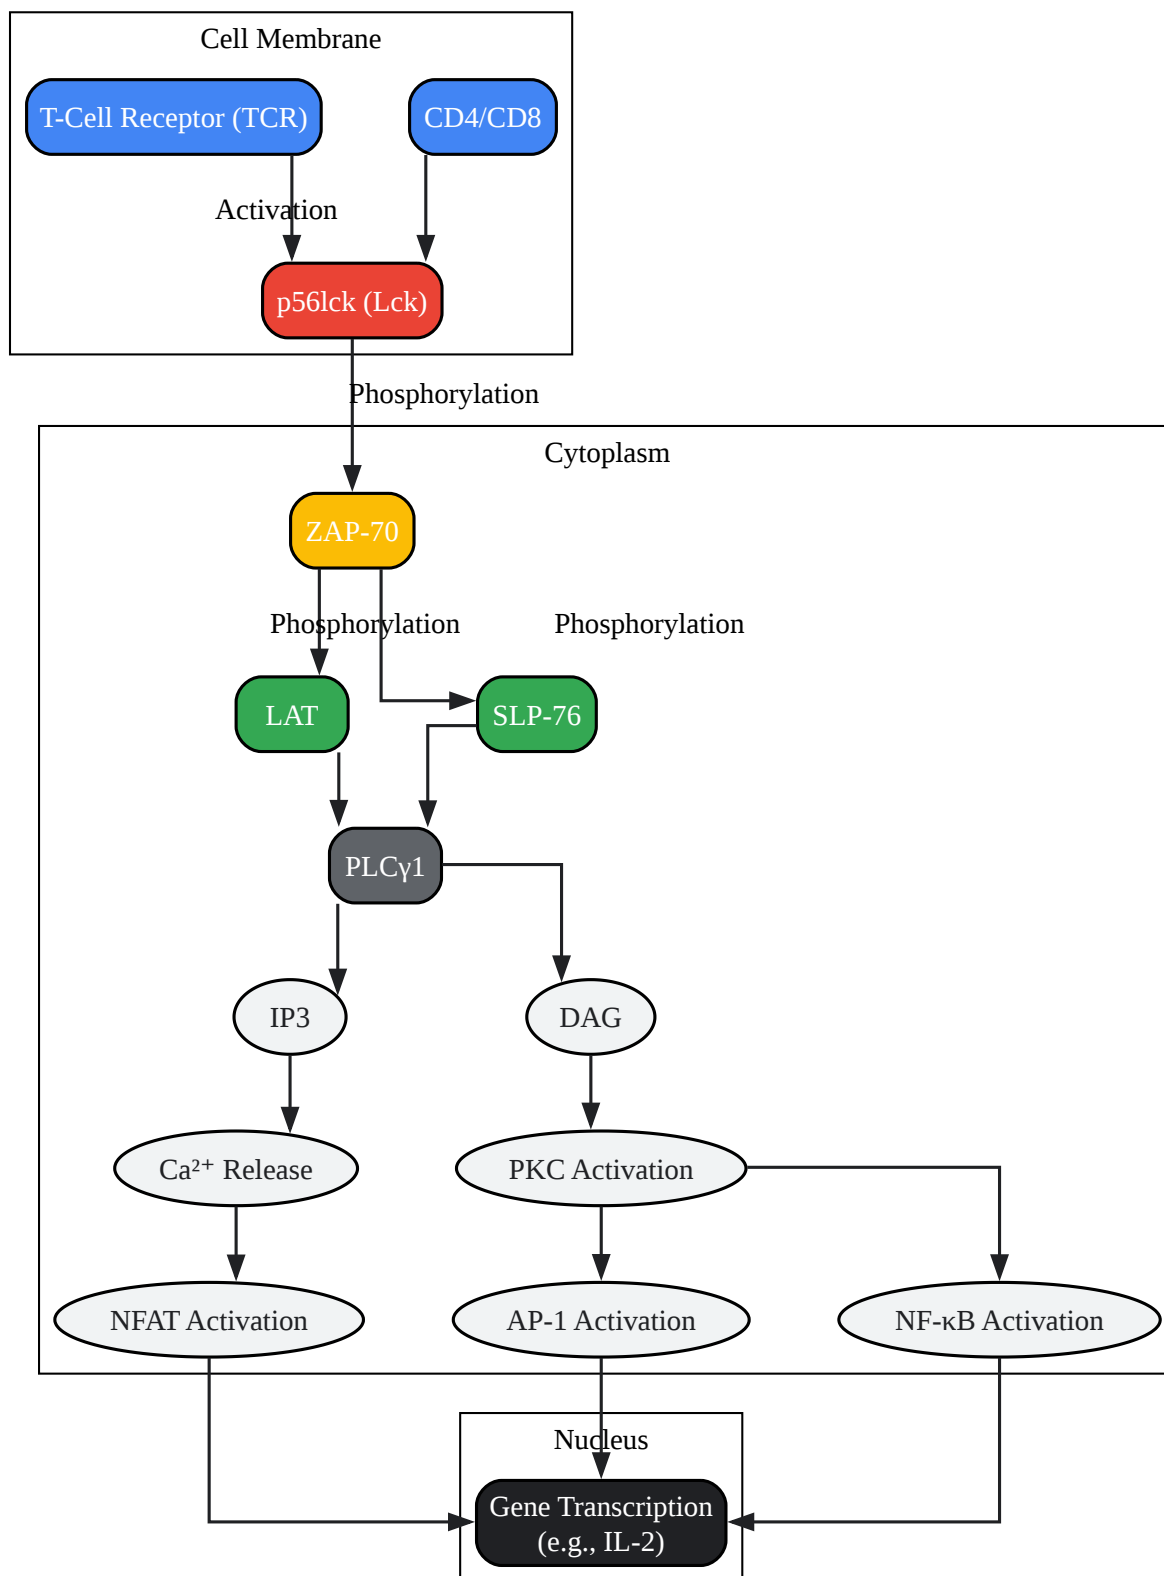 Cell Membrane
T-Cell Receptor (TCR)
CD4/CD8
Activation
p56lck (Lck)
Phosphorylation
Cytoplasm
ZAP-70
Phosphorylation
Phosphorylation
LAT
SLP-76
PLCγ1
IP3
DAG
Ca²⁺ Release
PKC Activation
NFAT Activation
AP-1 Activation
NF-κB Activation
Nucleus
Gene Transcription
(e.g., IL-2)